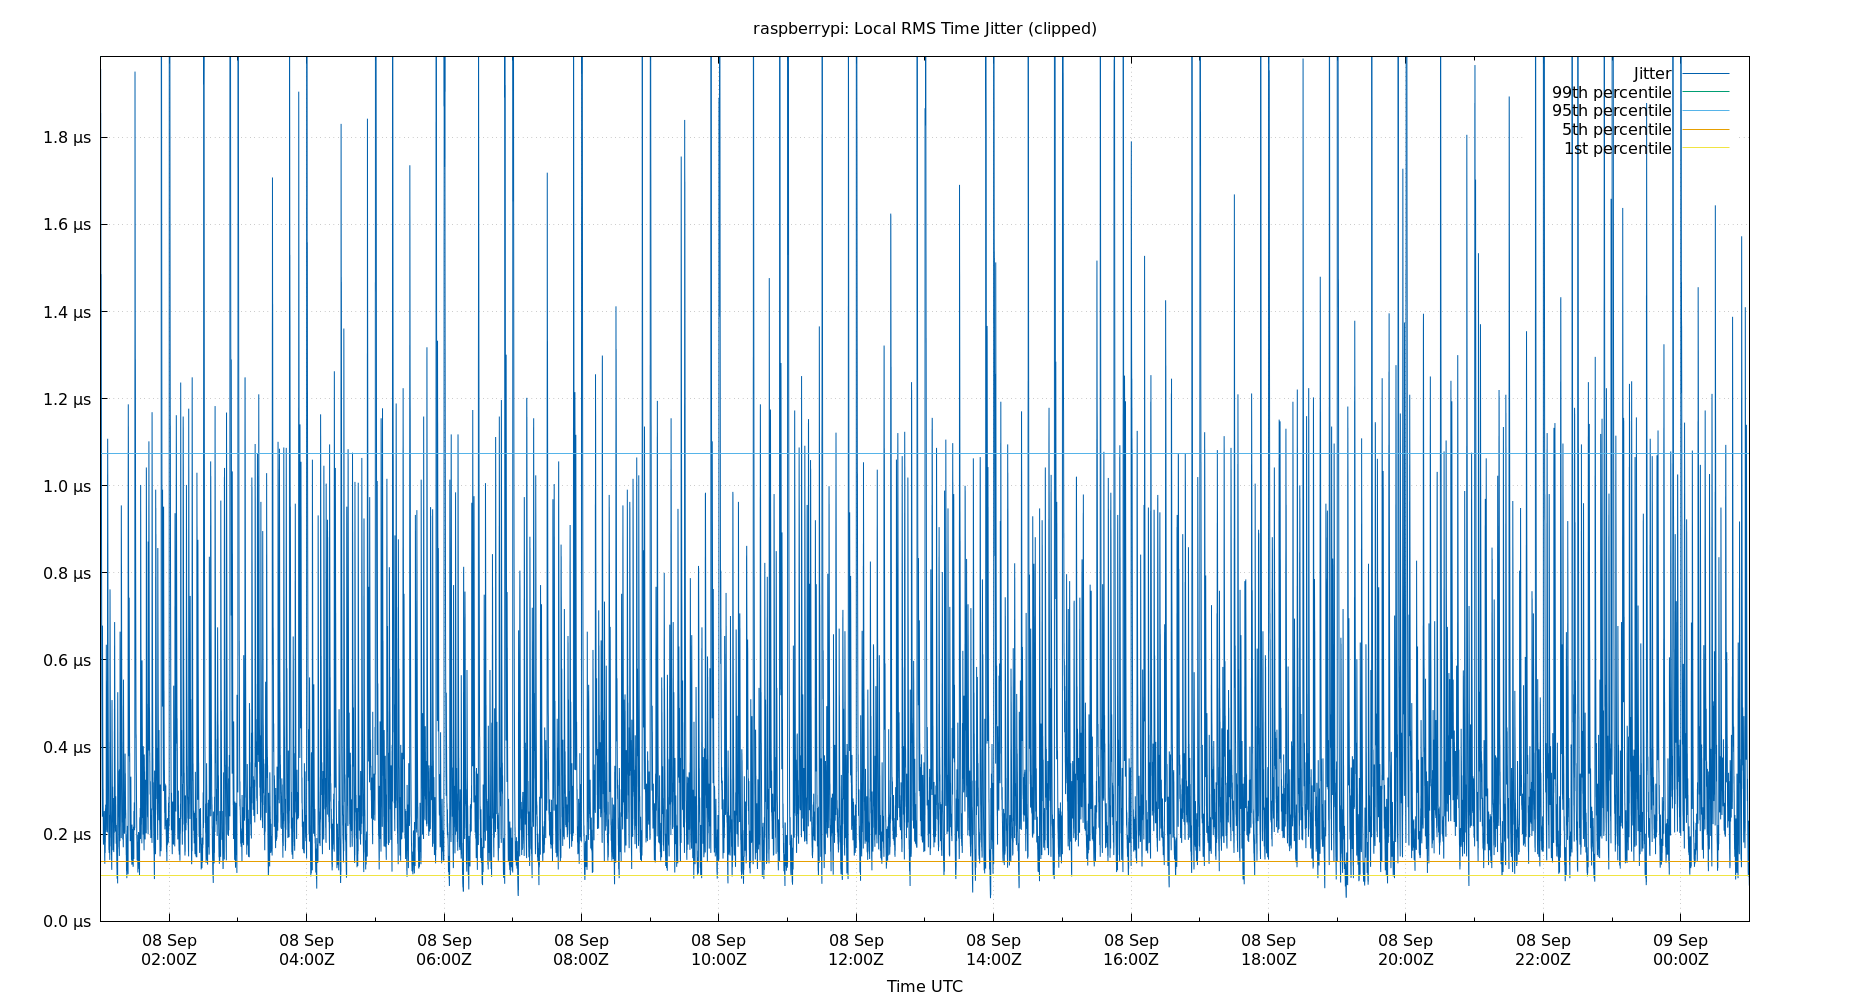 raspberrypi: Local RMS Time Jitter (clipped)
Jitter
99th percentile
95th percentile
5th percentile
1st percentile
1.8 μs
1.6 μs
1.4 μs
1.2 μs
1.0 μs
0.8 μs
0.6 μs
0.4 μs
0.2 μs
0.0 μs
08 Sep 08 Sep 08 Sep 08 Sep 08 Sep 08 Sep 08 Sep 08 Sep 08 Sep 08 Sep 08 Sep 09 Sep
02:00Z 04:00Z 06:00Z 08:00Z 10:00Z 12:00Z 14:00Z 16:00Z 18:00Z 20:00Z 22:00Z 00:00Z
Time UTC